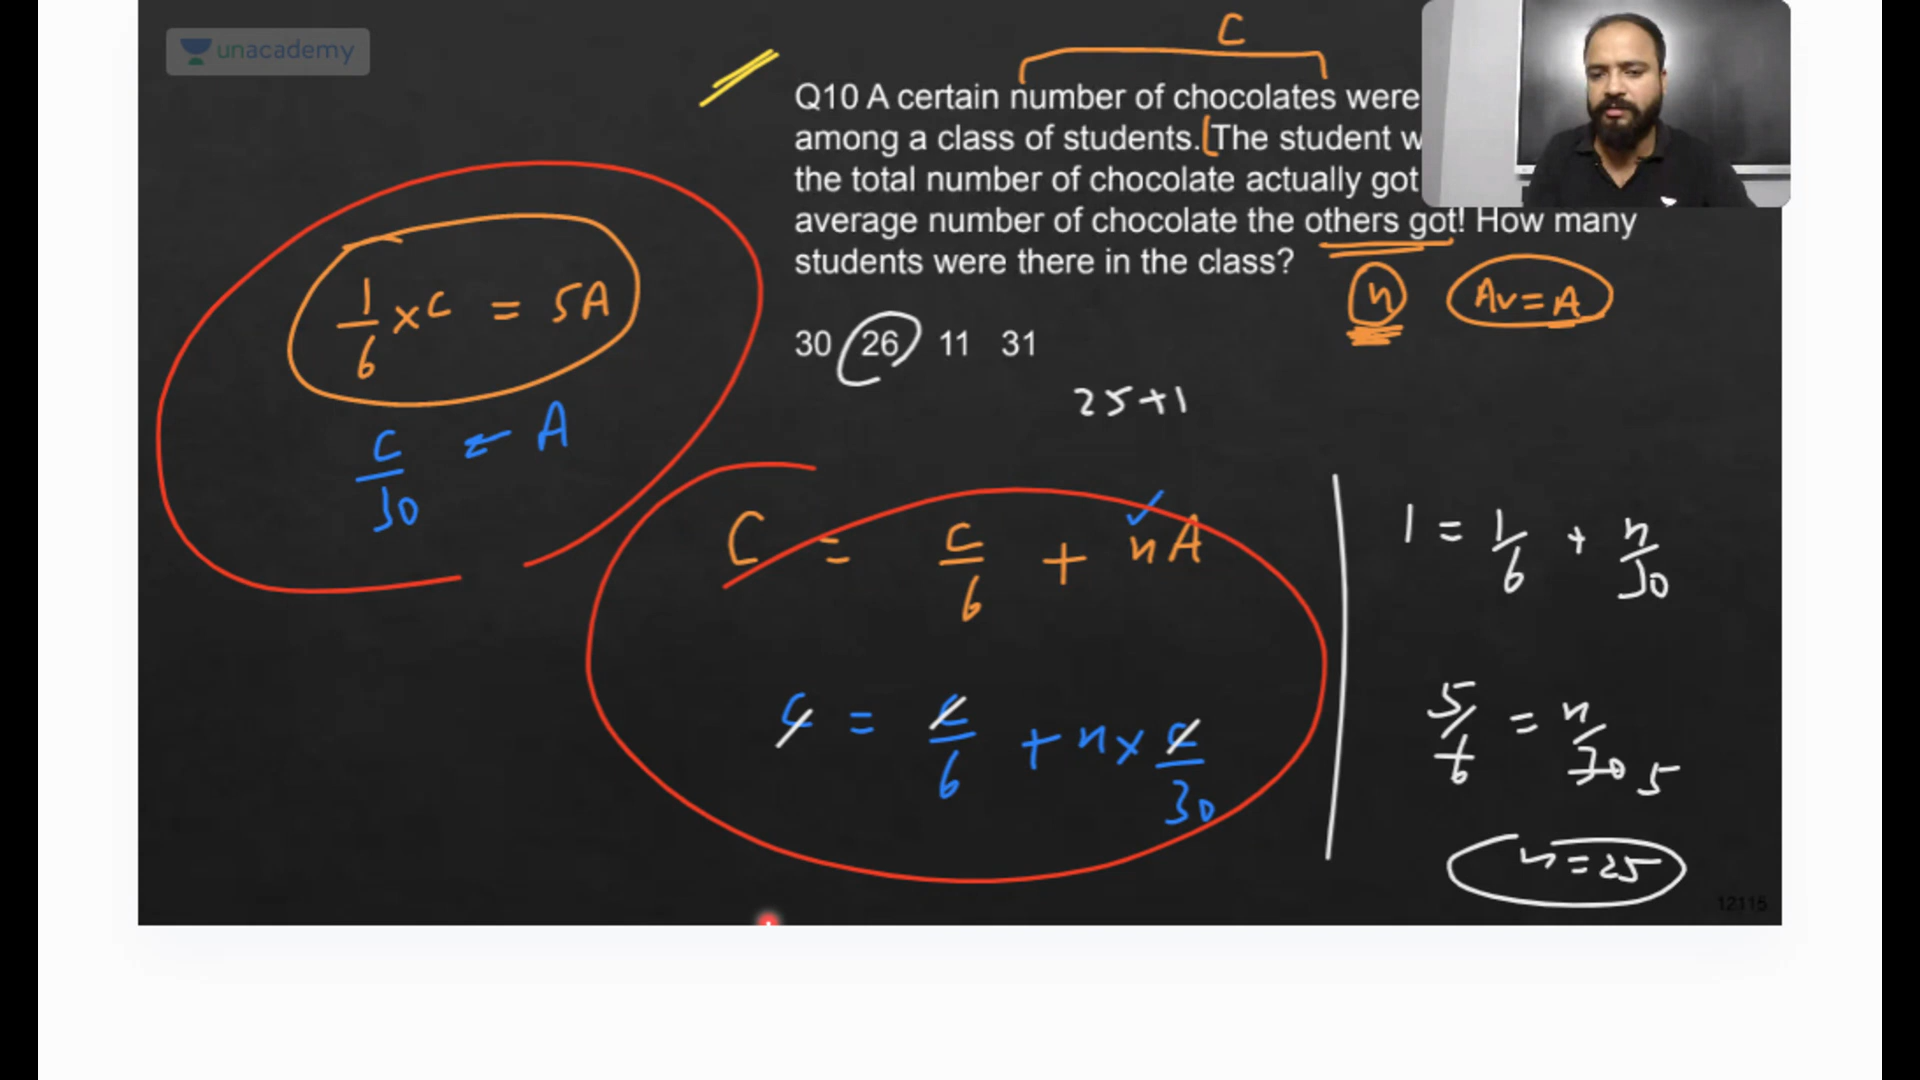 unacademy
C
Q10 A certain number of chocolates were
among a class of students. [The student w
the total number of chocolate actually got
average number of chocolate the others got! How many
students were there in the class?
n Av = A
30 26 11 31
25+1
1/6 × C = 5A
C/30 = A
C = C/6 + nA
C = C/6 + n × C/30
1 = 1/6 + n/30
5/6 = n/30 5
n = 25
12115